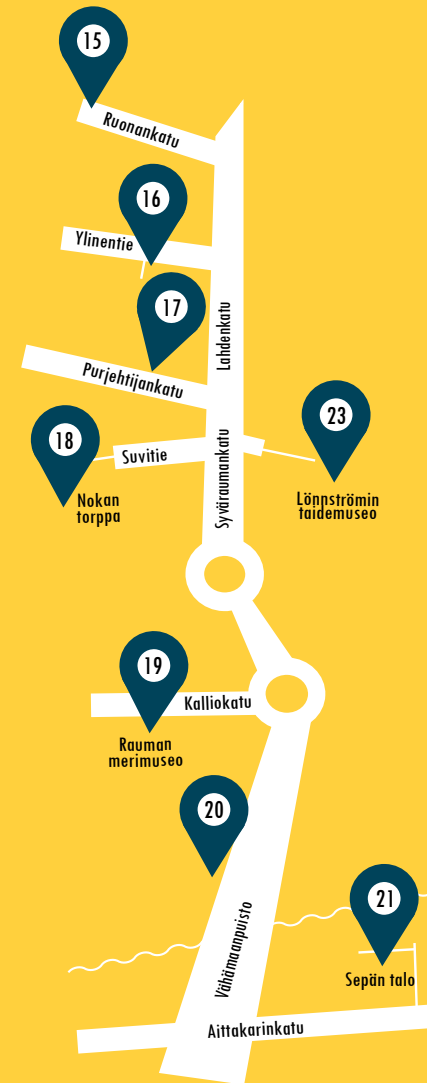 15
Ruonankatu
16
Ylinentie
17
Lahdenkatu
Purjehtijankatu
23
18
Suvitie
Syväraumankatu
Nokan
torppa
Lönnströmin
taidemuseo
19
Kalliokatu
Rauman
merimuseo
20
21
Vähämaanpuisto
Sepän talo
Aittakarinkatu